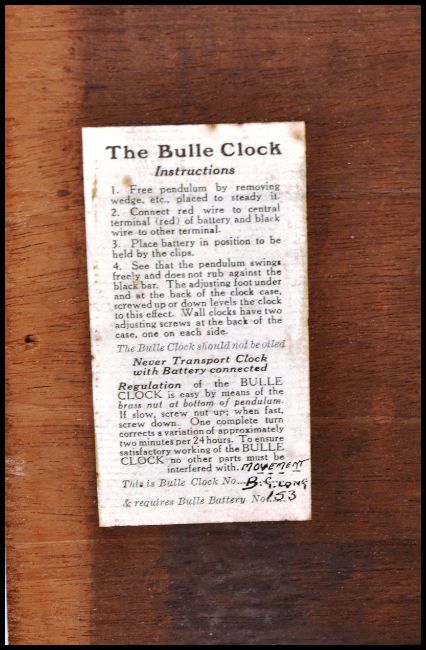 The Bulle Clock
Instructions
1. Free pendulum by removing
wedge, etc., placed to steady it.
2. Connect red wire to central
terminal (red) of battery and black
wire to other terminal.
3. Place battery in position to be
held by the clips.
4. See that the pendulum swings
freely and does not rub against the
black bar. The adjusting foot under
and at the back of the clock case,
screwed up or down levels the clock
to this effect. Wall clocks have two
adjusting screws at the back of the
case, one on each side.
The Bulle Clock should not be oiled
Never Transport Clock
with Battery connected
Regulation of the BULLE
CLOCK is easy by means of the
brass nut at bottom of pendulum.
If slow, screw nut up; when fast,
screw down. One complete turn
corrects a variation of approximately
two minutes per 24 hours. To ensure
satisfactory working of the BULLE
CLOCK no other parts must be
interfered with. MOVEMENT
This is Bulle Clock No. B.G.
& requires Bulle Battery No. 153